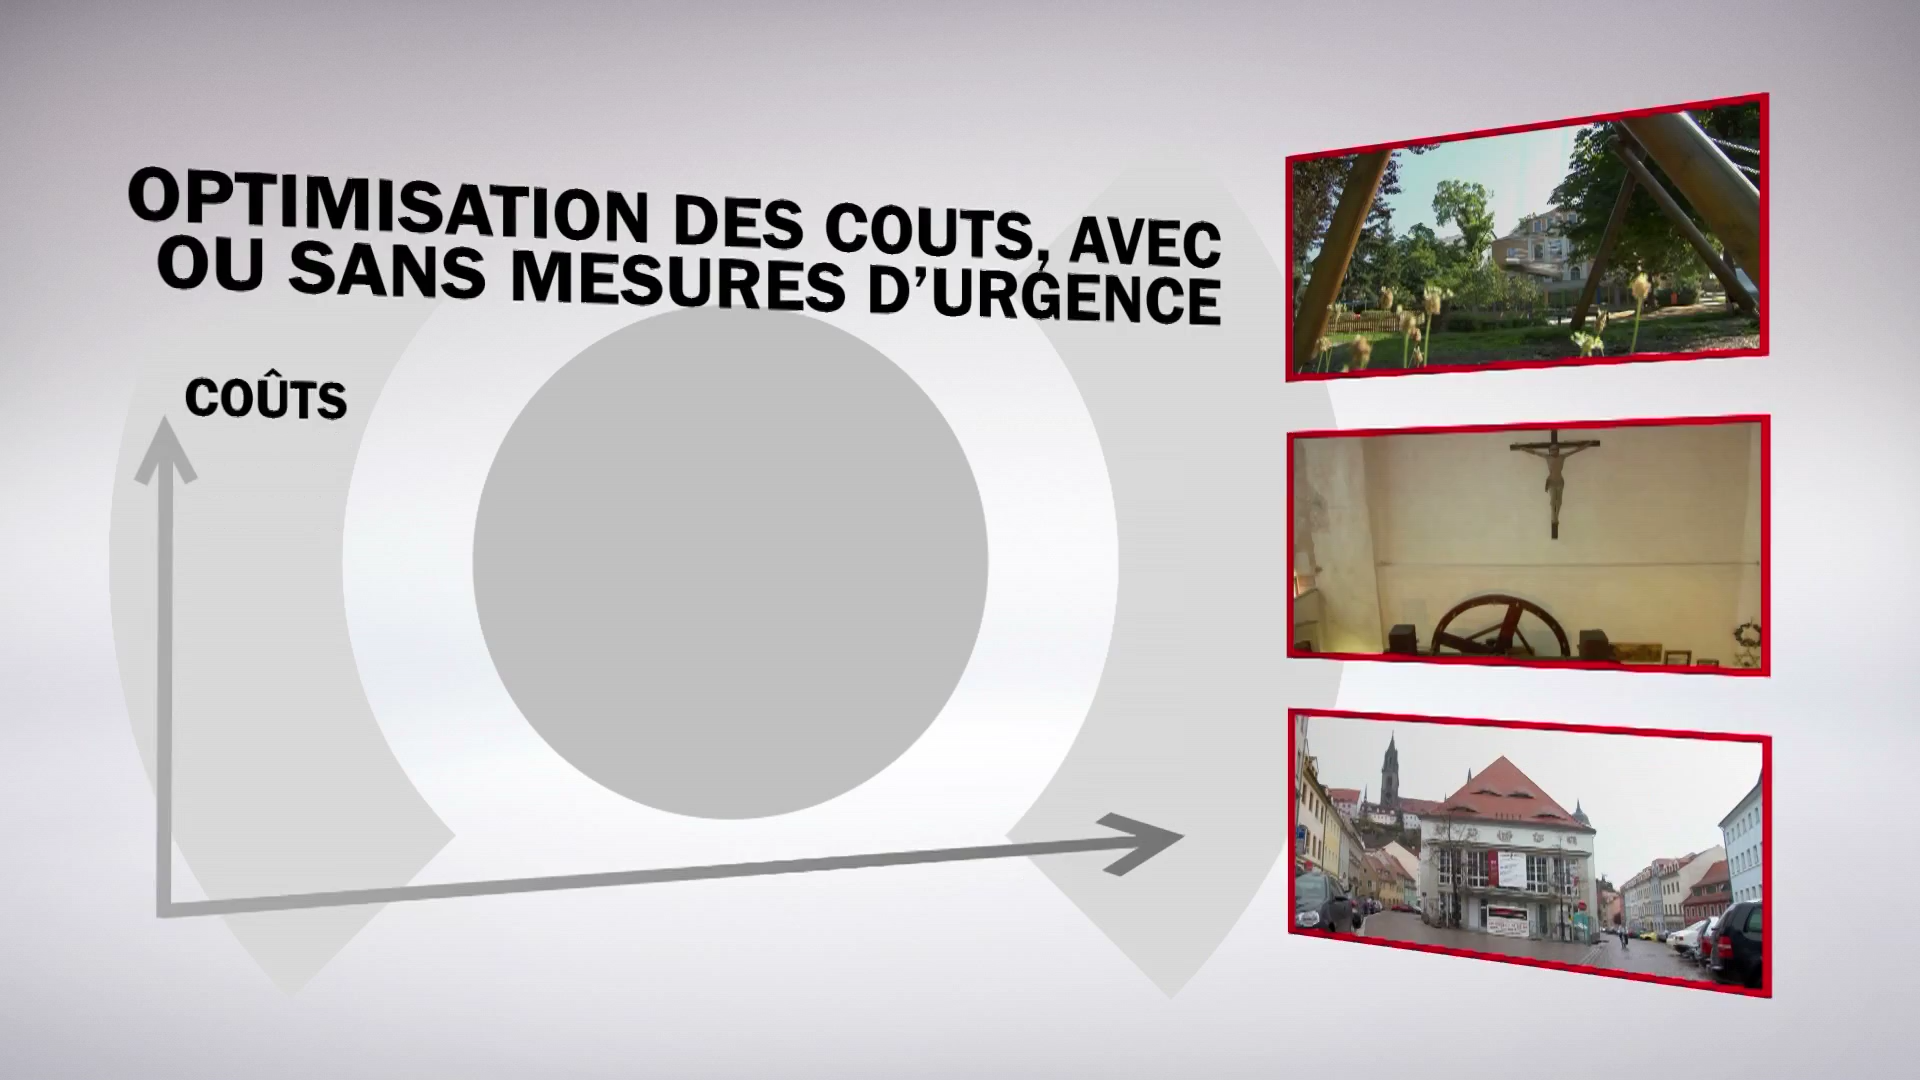 OPTIMISATION DES COUTS, AVEC
OU SANS MESURES D'URGENCE
COÛTS